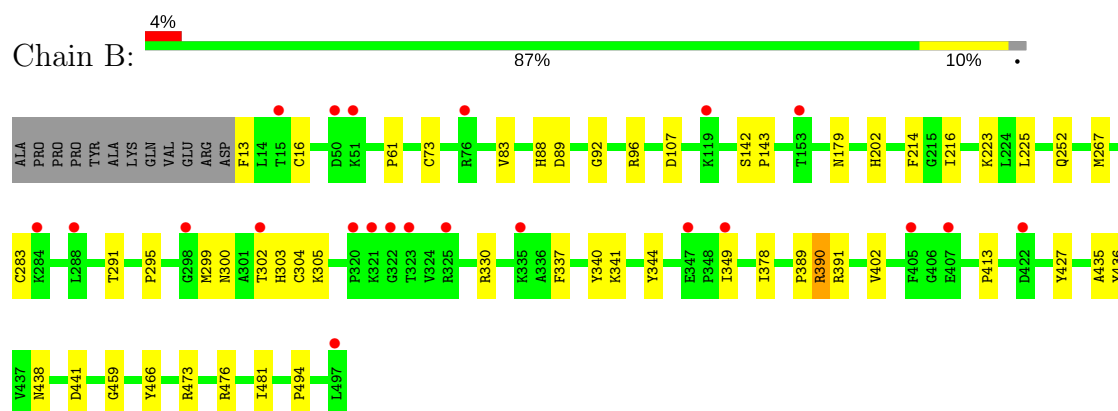 4%
Chain B:
87% 10%
ALA PRO PRO PRO TYR ALA LYS GLN VAL GLU ARG ASP F13 L14 T15 C16 D50 K51 P61 C73 R76 V83 H88 D89 G92 R96 D107 K119 S142 P143 T153 N179 H202 F214 G215 I216 K223 L224 L225 Q252 M267
C283 K284 L288 T291 P295 G298 M299 N300 A301 T302 H303 C304 K305 P320 K321 G322 T323 V324 R325 R330 K335 A336 F337 Y340 K341 Y344 E347 P348 I349 I378 P389 R390 R391 V402 F405 G406 E407 P413 D422 Y427 A435 Y436
V437 N438 D441 G459 Y466 R473 R476 I481 P494 L497